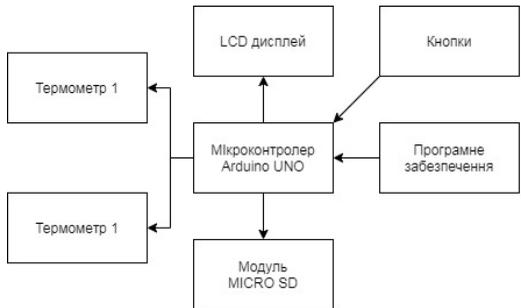 LCD дисплей
Кнопки
Термометр 1
МІкроконтролер
Arduino UNO
Програмне
забезпечення
Термометр 1
Модуль
MICRO SD